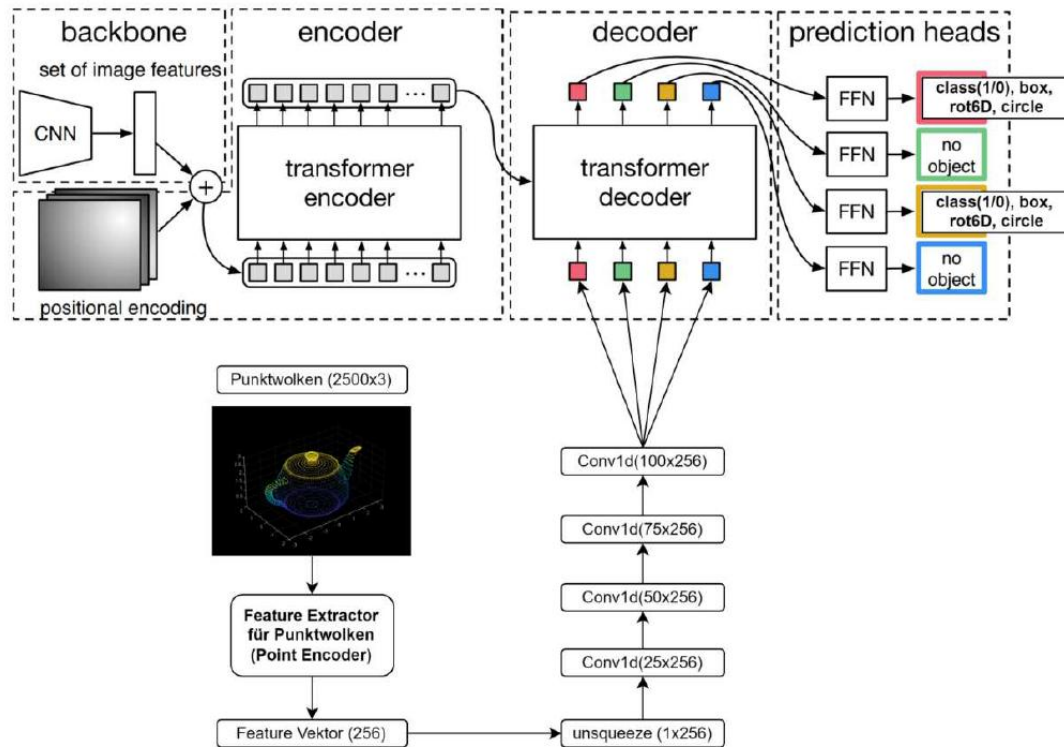 backbone
encoder
decoder
prediction heads
set of image features
CNN
+
positional encoding
...
transformer
encoder
...
transformer
decoder
FFN
class(1/0), box,
rot6D, circle
FFN
no
object
FFN
class(1/0), box,
rot6D, circle
FFN
no
object
Punktwolken (2500x3)
Feature Extractor
für Punktwolken
(Point Encoder)
Feature Vektor (256)
Conv1d(100x256)
Conv1d(75x256)
Conv1d(50x256)
Conv1d(25x256)
unsqueeze (1x256)